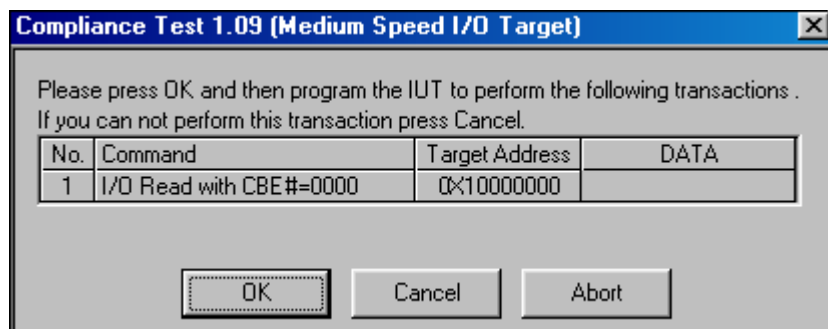 Compliance Test 1.09 (Medium Speed I/O Target)
Please press OK and then program the IUT to perform the following transactions .
If you can not perform this transaction press Cancel.
No. Command Target Address DATA
1 I/O Read with CBE#=0000 0X10000000
OK Cancel Abort